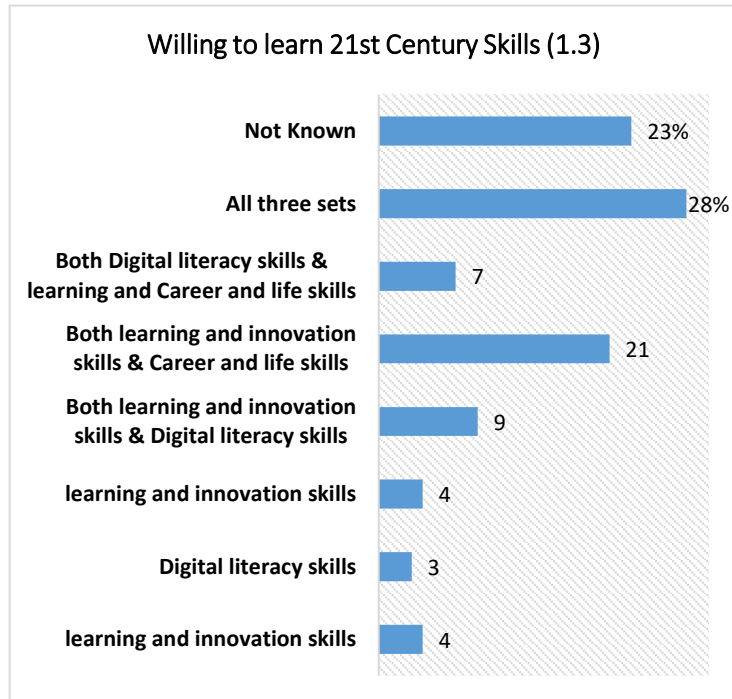 Willing to learn 21st Century Skills (1.3)
Not Known
23%
All three sets
28%
Both Digital literacy skills &
learning and Career and life skills
7
Both learning and innovation
skills & Career and life skills
21
Both learning and innovation
skills & Digital literacy skills
9
learning and innovation skills
4
Digital literacy skills
3
learning and innovation skills
4